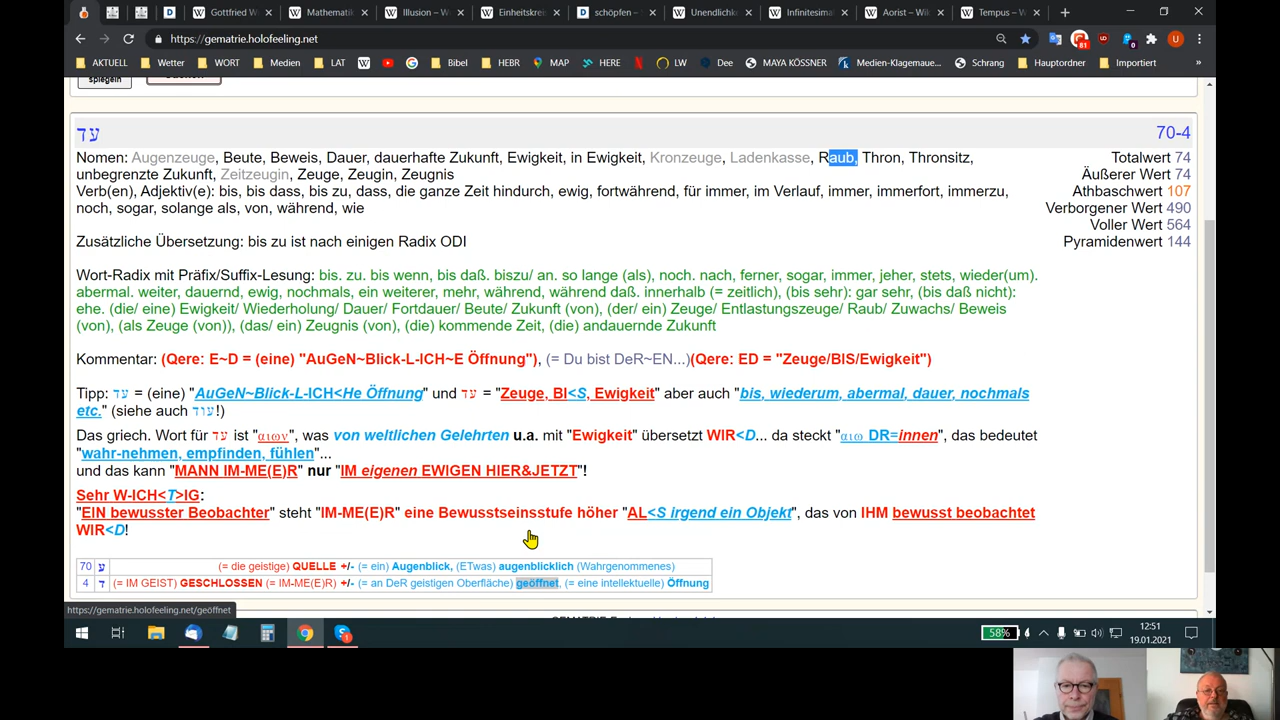 Gottfried W
Mathematik
Illusion – W
Einheitskrei
schöpfen –
Unendlichke
Infinitesima
Aorist – Wik
Tempus – W
https://gematrie.holofeeling.net
AKTUELL
Wetter
WORT
Medien
LAT
Bibel
HEBR
MAP
HERE
LW
Dee
MAYA KÖSSNER
Medien-Klagemaue...
Schrang
Hauptordner
Importiert
»
spiegeln
עד
70-4
Nomen: Augenzeuge, Beute, Beweis, Dauer, dauerhafte Zukunft, Ewigkeit, in Ewigkeit, Kronzeuge, Ladenkasse, Raub, Thron, Thronsitz,
unbegrenzte Zukunft, Zeitzeugin, Zeuge, Zeugin, Zeugnis
Verb(en), Adjektiv(e): bis, bis dass, bis zu, dass, die ganze Zeit hindurch, ewig, fortwährend, für immer, im Verlauf, immer, immerfort, immerzu,
noch, sogar, solange als, von, während, wie
Totalwert 74
Äußerer Wert 74
Athbaschwert 107
Verborgener Wert 490
Voller Wert 564
Pyramidenwert 144
Zusätzliche Übersetzung: bis zu ist nach einigen Radix ODI
Wort-Radix mit Präfix/Suffix-Lesung: bis. zu. bis wenn, bis daß. biszu/ an. so lange (als), noch. nach, ferner, sogar, immer, jeher, stets, wieder(um).
abermal. weiter, dauernd, ewig, nochmals, ein weiterer, mehr, während, während daß. innerhalb (= zeitlich), (bis sehr): gar sehr, (bis daß nicht):
ehe. (die/ eine) Ewigkeit/ Wiederholung/ Dauer/ Fortdauer/ Beute/ Zukunft (von), (der/ ein) Zeuge/ Entlastungszeuge/ Raub/ Zuwachs/ Beweis
(von), (als Zeuge (von)), (das/ ein) Zeugnis (von), (die) kommende Zeit, (die) andauernde Zukunft
Kommentar: (Qere: E~D = (eine) "AuGeN~Blick-L-ICH~E Öffnung"), (= Du bist DeR~EN...)(Qere: ED = "Zeuge/BIS/Ewigkeit")
Tipp: עד = (eine) "AuGeN~Blick-L-ICH<He Öffnung" und עד = "Zeuge, BI<S, Ewigkeit" aber auch "bis, wiederum, abermal, dauer, nochmals
etc." (siehe auch עוד!)
Das griech. Wort für עד ist "αιων", was von weltlichen Gelehrten u.a. mit "Ewigkeit" übersetzt WIR<D... da steckt "αιω DR=innen", das bedeutet
"wahr-nehmen, empfinden, fühlen"...
und das kann "MANN IM-ME(E)R" nur "IM eigenen EWIGEN HIER&JETZT"!
Sehr W-ICH<T>IG:
"EIN bewusster Beobachter" steht "IM-ME(E)R" eine Bewusstseinsstufe höher "AL<S irgend ein Objekt", das von IHM bewusst beobachtet
WIR<D!
70 ע (= die geistige) QUELLE +/- (= ein) Augenblick, (ETwas) augenblicklich (Wahrgenommenes)
4 ד (= IM GEIST) GESCHLOSSEN (= IM-ME(E)R) +/- (= an DeR geistigen Oberfläche) geöffnet, (= eine intellektuelle) Öffnung
https://gematrie.holofeeling.net/geöffnet
58%
12:51
19.01.2021